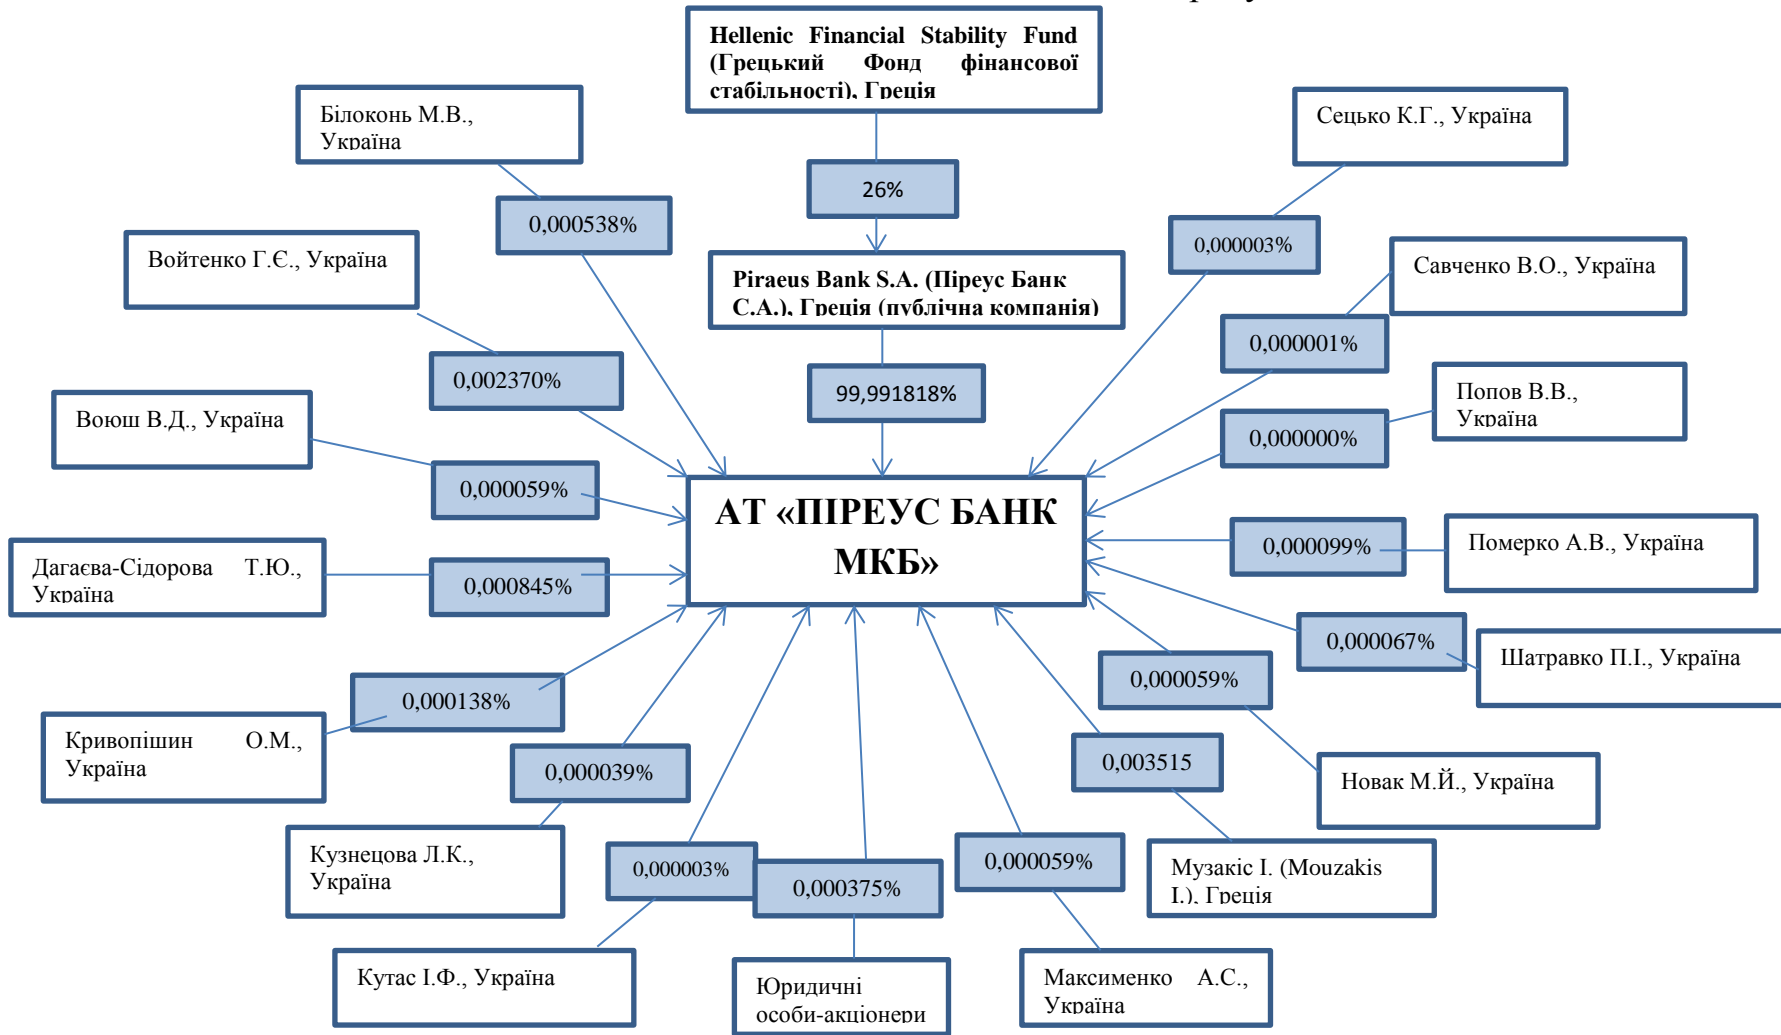 Hellenic Financial Stability Fund
(Грецький Фонд фінансової
стабільності), Греція
Білоконь М.В.,
Україна
Сецько К.Г., Україна
26%
0,000538%
0,000003%
Войтенко Г.Є., Україна
Piraeus Bank S.A. (Піреус Банк
С.А.), Греція (публічна компанія)
Савченко В.О., Україна
0,000001%
0,002370%
99,991818%
Попов В.В.,
Україна
Воюш В.Д., Україна
0,000000%
0,000059%
АТ «ПІРЕУС БАНК
МКБ»
0,000099%
Померко А.В., Україна
Дагаєва-Сідорова Т.Ю.,
Україна
0,000845%
0,000067%
Шатравко П.І., Україна
0,000138%
0,000059%
Кривопішин О.М.,
Україна
0,000039%
0,003515
Новак М.Й., Україна
Кузнецова Л.К.,
Україна
0,000003%
0,000375%
0,000059%
Музакіс І. (Mouzakis
I.), Греція
Кутас І.Ф., Україна
Юридичні
особи-акціонери
Максименко А.С.,
Україна